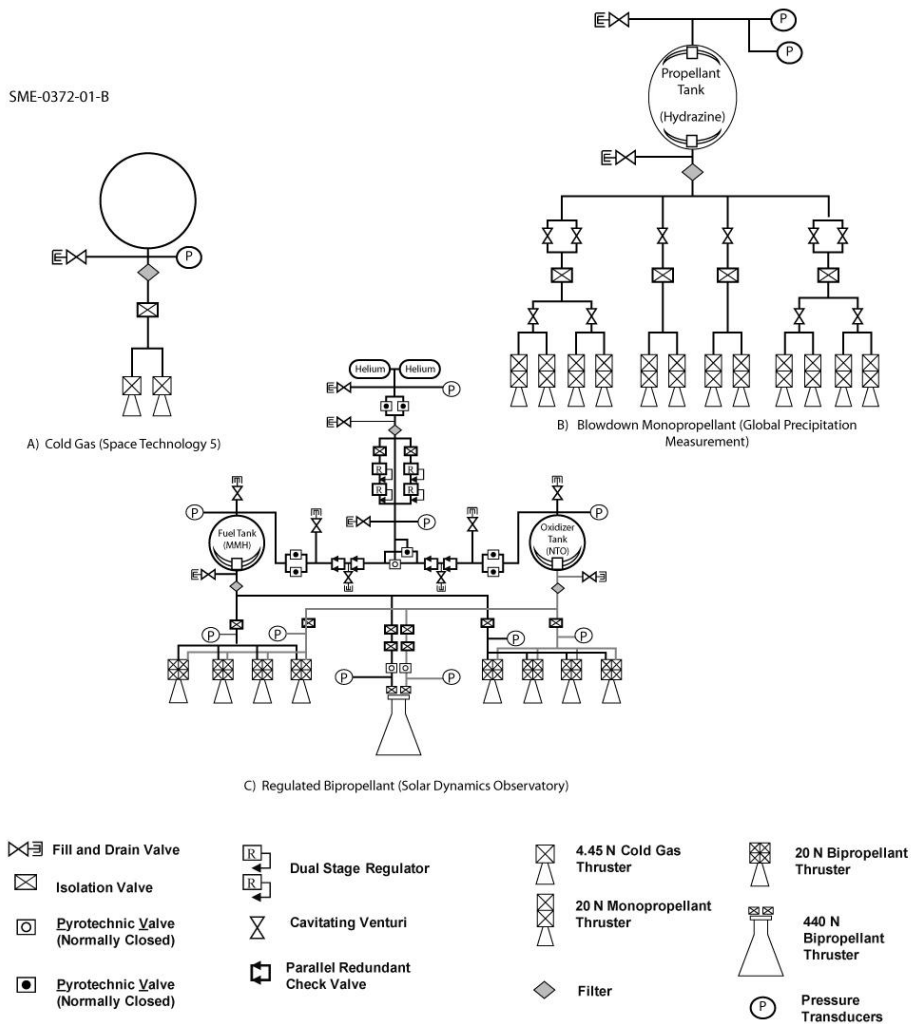 SME-0372-01-B
P
P
Propellant
Tank
(Hydrazine)
P
A) Cold Gas (Space Technology 5)
B) Blowdown Monopropellant (Global Precipitation
Measurement)
Helium
Helium
P
R
R
R
R
P
P
P
Fuel Tank
(MMH)
Oxidizer
Tank
(NTO)
P
P
P
P
P
P
C) Regulated Bipropellant (Solar Dynamics Observatory)
Fill and Drain Valve
Isolation Valve
Pyrotechnic Valve
(Normally Closed)
Pyrotechnic Valve
(Normally Closed)
R
R
Dual Stage Regulator
Cavitating Venturi
Parallel Redundant
Check Valve
4.45 N Cold Gas
Thruster
20 N Monopropellant
Thruster
Filter
20 N Bipropellant
Thruster
440 N
Bipropellant
Thruster
P
Pressure
Transducers